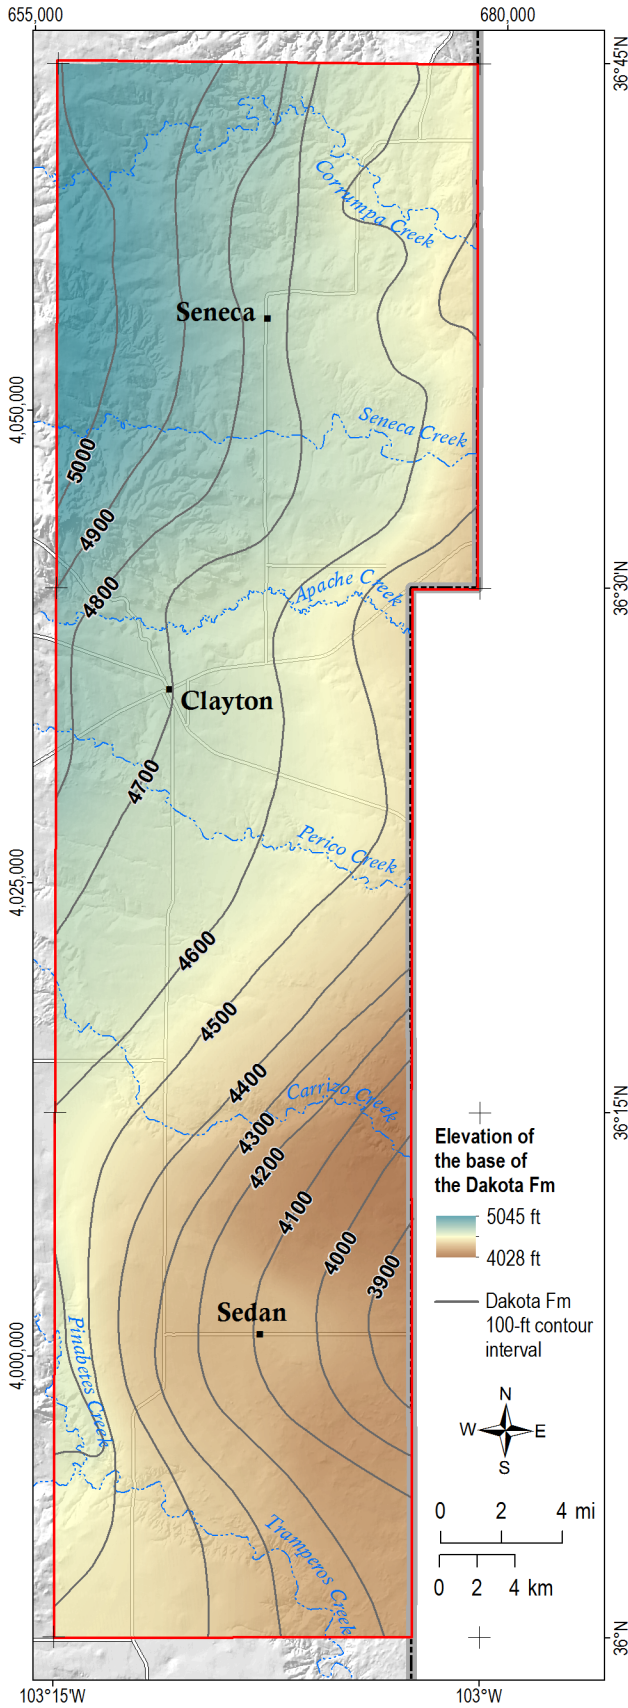 655,000
680,000
36°45'N
Corrumpa Creek
Seneca
4,050,000
Seneca Creek
5000
4900
4800
Apache Creek
36°30'N
Clayton
4700
Perico Creek
4,025,000
4600
4500
4400
Carrizo Creek
4300
4200
36°15'N
4100
4000
3900
Elevation of
the base of
the Dakota Fm
5045 ft
4028 ft
Dakota Fm
100-ft contour
interval
Sedan
4,000,000
Pinabetes Creek
N
W
E
S
0 2 4 mi
0 2 4 km
Tramperos Creek
36°N
103°15'W
103°W